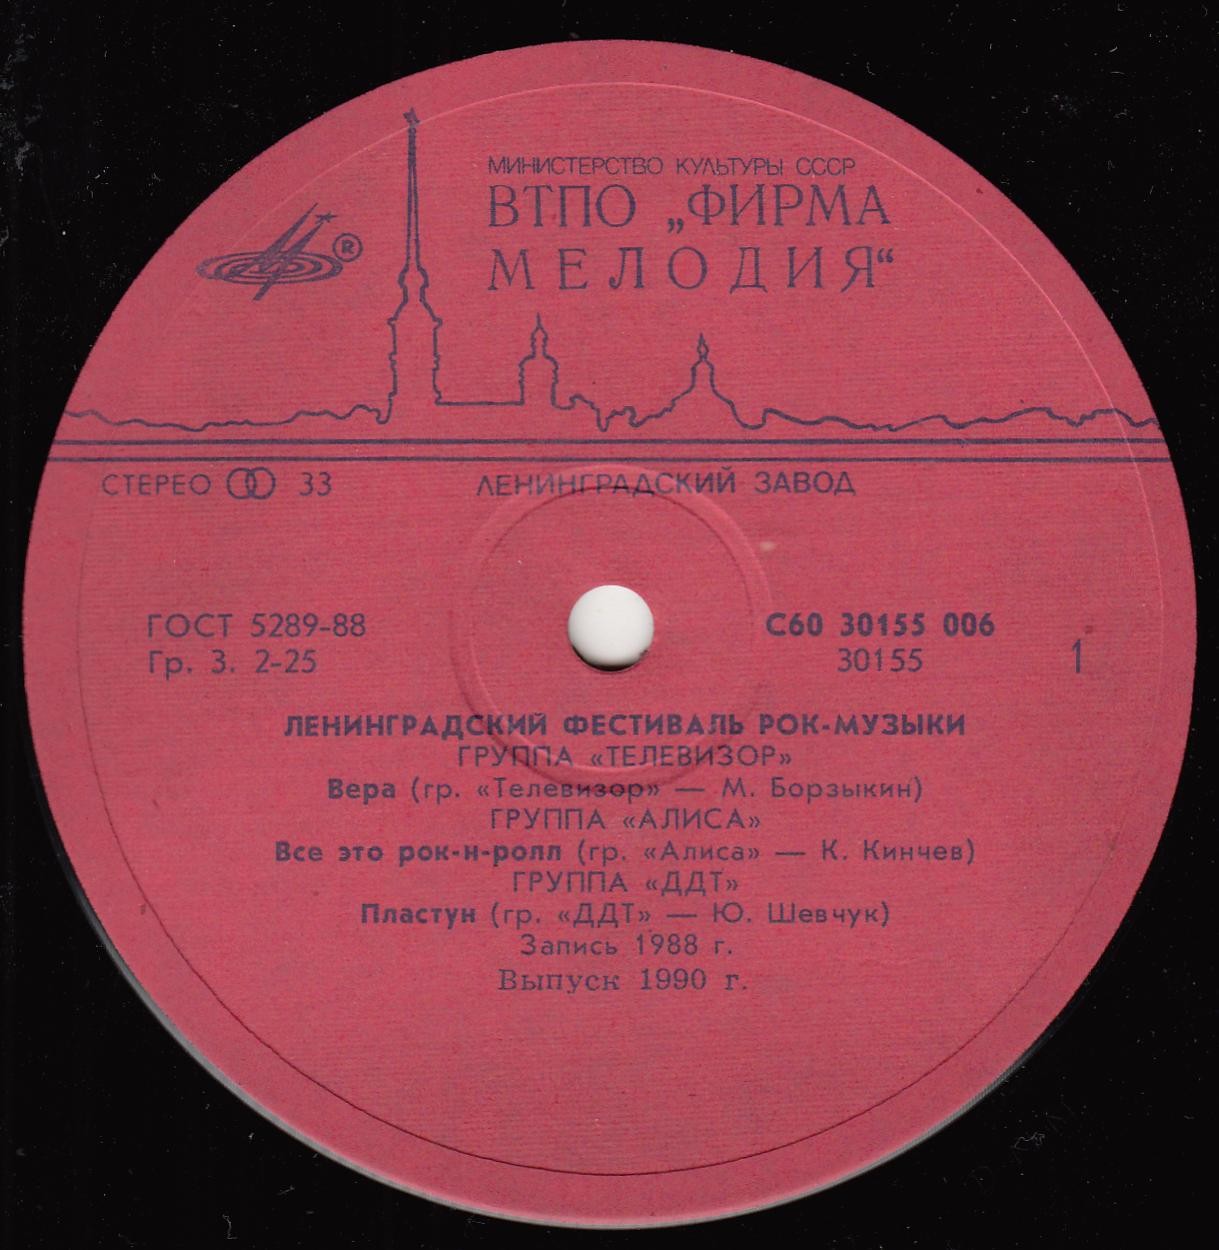 МИНИСТЕРСТВО КУЛЬТУРЫ СССР
ВТПО „ФИРМА
МЕЛОДИЯ“
®
СТЕРЕО 33
ЛЕНИНГРАДСКИЙ ЗАВОД
ГОСТ 5289-88
Гр. 3. 2-25
С60 30155 006
30155
1
ЛЕНИНГРАДСКИЙ ФЕСТИВАЛЬ РОК-МУЗЫКИ
ГРУППА «ТЕЛЕВИЗОР»
Вера (гр. «Телевизор» — М. Борзыкин)
ГРУППА «АЛИСА»
Все это рок-н-ролл (гр. «Алиса» — К. Кинчев)
ГРУППА «ДДТ»
Пластун (гр. «ДДТ» — Ю. Шевчук)
Запись 1988 г.
Выпуск 1990 г.